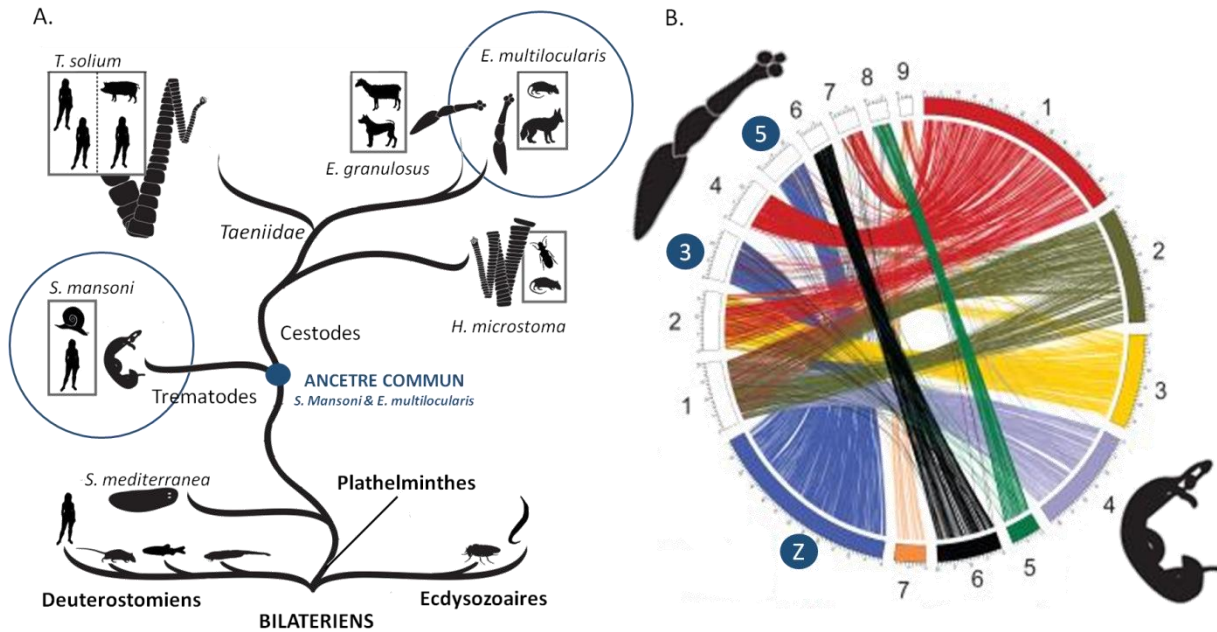 A.
T. solium
E. multilocularis
E. granulosus
Taeniidae
S. mansoni
H. microstoma
Cestodes
Trematodes
ANCETRE COMMUN
S. Mansoni & E. multilocularis
S. mediterranea
Plathelminthes
Deuterostomiens
Ecdysozoaires
BILATERIENS
B.
1
2
3
4
5
6
7
Z
1
2
3
4
5
6
7
8
9